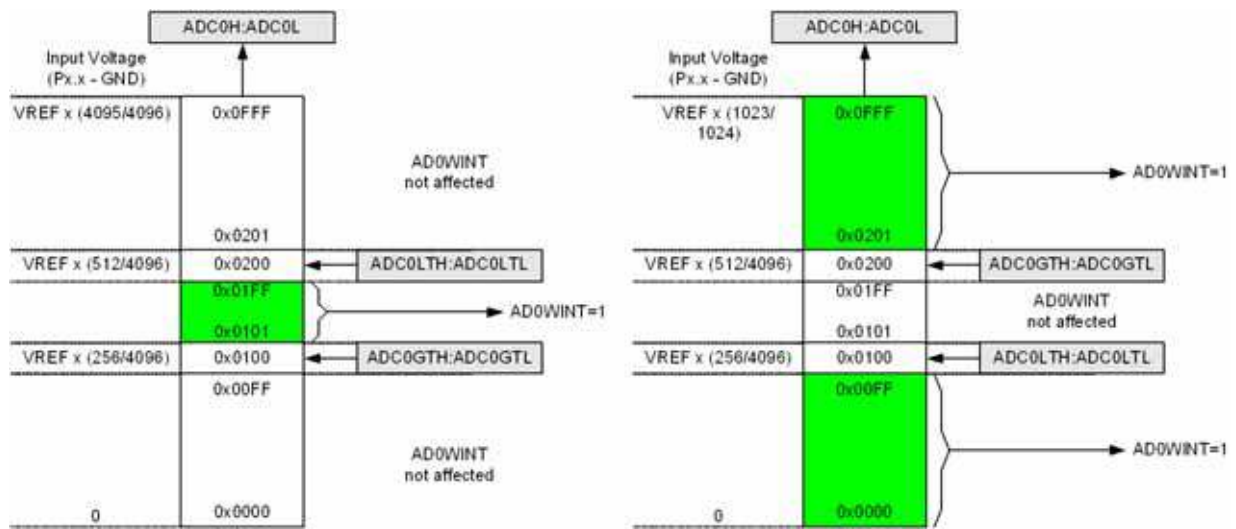 ADC0H:ADC0L
Input Voltage
(Px.x - GND)
VREF x (4095/4096)
0x0FFF
AD0WINT
not affected
0x0201
VREF x (512/4096)
0x0200
ADC0LTH:ADC0LTL
0x01FF
AD0WINT=1
0x0101
VREF x (256/4096)
0x0100
ADC0GTH:ADC0GTL
0x00FF
AD0WINT
not affected
0x0000
0
ADC0H:ADC0L
Input Voltage
(Px.x - GND)
VREF x (1023/
1024)
0x0FFF
AD0WINT=1
0x0201
VREF x (512/4096)
0x0200
ADC0GTH:ADC0GTL
0x01FF
AD0WINT
not affected
0x0101
VREF x (256/4096)
0x0100
ADC0LTH:ADC0LTL
0x00FF
AD0WINT=1
0x0000
0